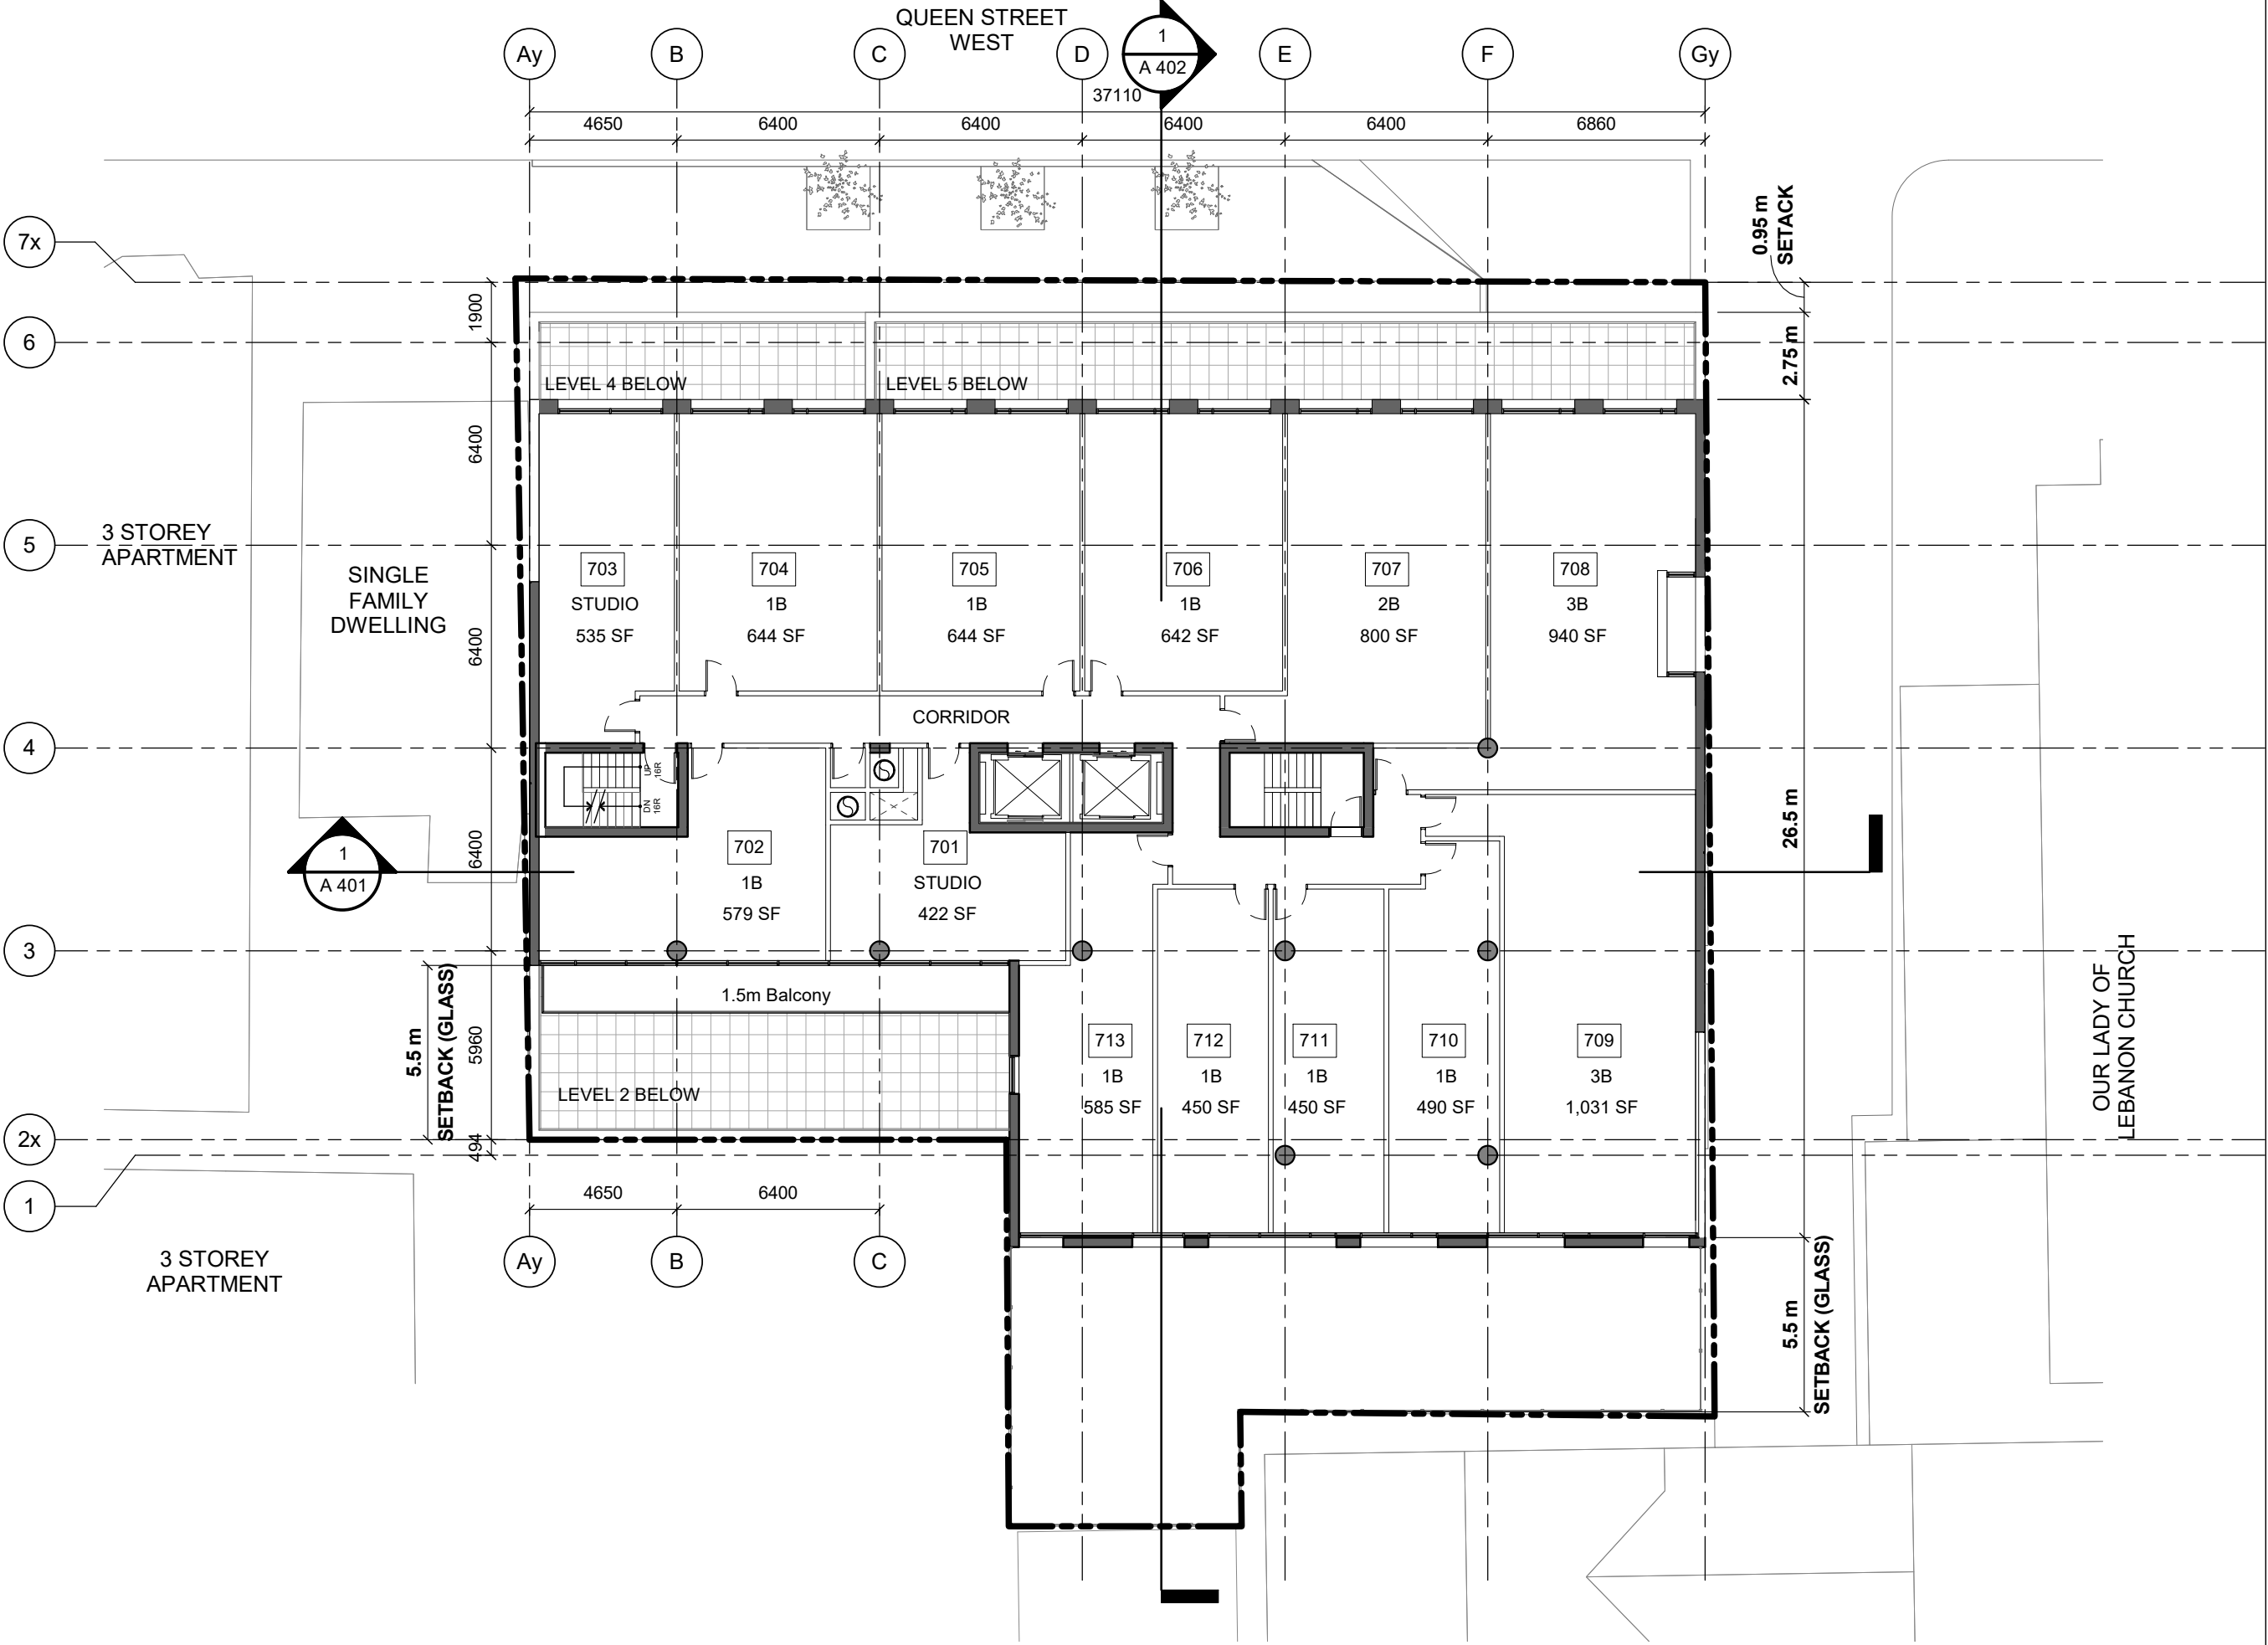 QUEEN STREET
WEST
Ay
B
C
D
1
A 402
E
F
Gy
37110
4650
6400
6400
6400
6400
6860
0.95 m
SETACK
7x
1900
6
2.75 m
LEVEL 4 BELOW
LEVEL 5 BELOW
6400
5
3 STOREY
APARTMENT
SINGLE
FAMILY
DWELLING
703
STUDIO
535 SF
704
1B
644 SF
705
1B
644 SF
706
1B
642 SF
707
2B
800 SF
708
3B
940 SF
6400
CORRIDOR
4
UP
16R
DN
16R
26.5 m
6400
1
A 401
702
1B
579 SF
701
STUDIO
422 SF
3
5.5 m
SETBACK (GLASS)
5960
1.5m Balcony
LEVEL 2 BELOW
713
1B
585 SF
712
1B
450 SF
711
1B
450 SF
710
1B
490 SF
709
3B
1,031 SF
OUR LADY OF
LEBANON CHURCH
2x
494
1
4650
6400
Ay
B
C
3 STOREY
APARTMENT
5.5 m
SETBACK (GLASS)